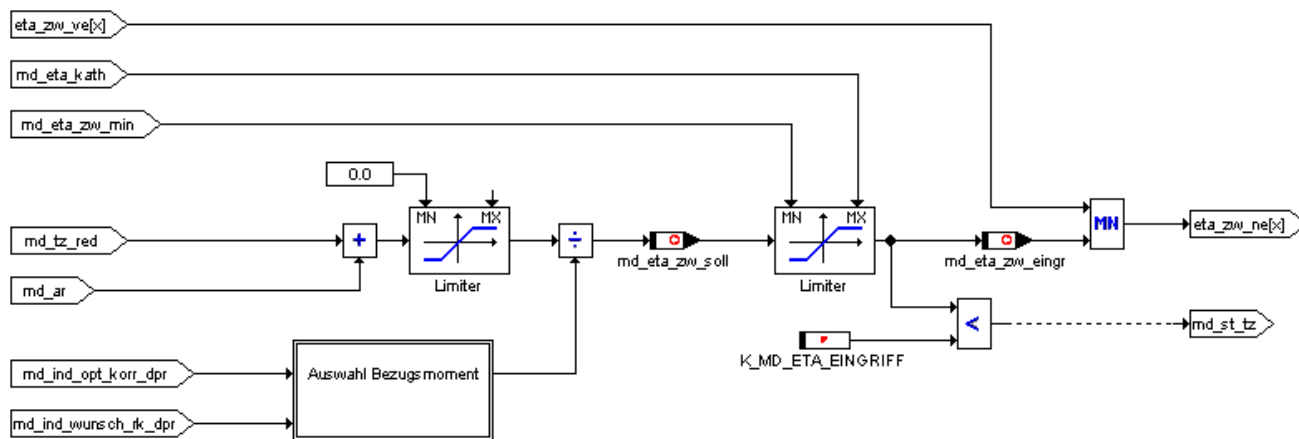 eta_zw_ve[x]
md_eta_kath
md_eta_zw_min
0.0
MN MX
MN MX
md_tz_red
+
÷
MN
eta_zw_ne[x]
md_eta_zw_soll
md_eta_zw_eingr
Limiter
Limiter
md_ar
<
md_st_tz
K_MD_ETA_EINGRIFF
md_ind_opt_korr_dpr
Auswahl Bezugsmoment
md_ind_wunsch_rk_dpr